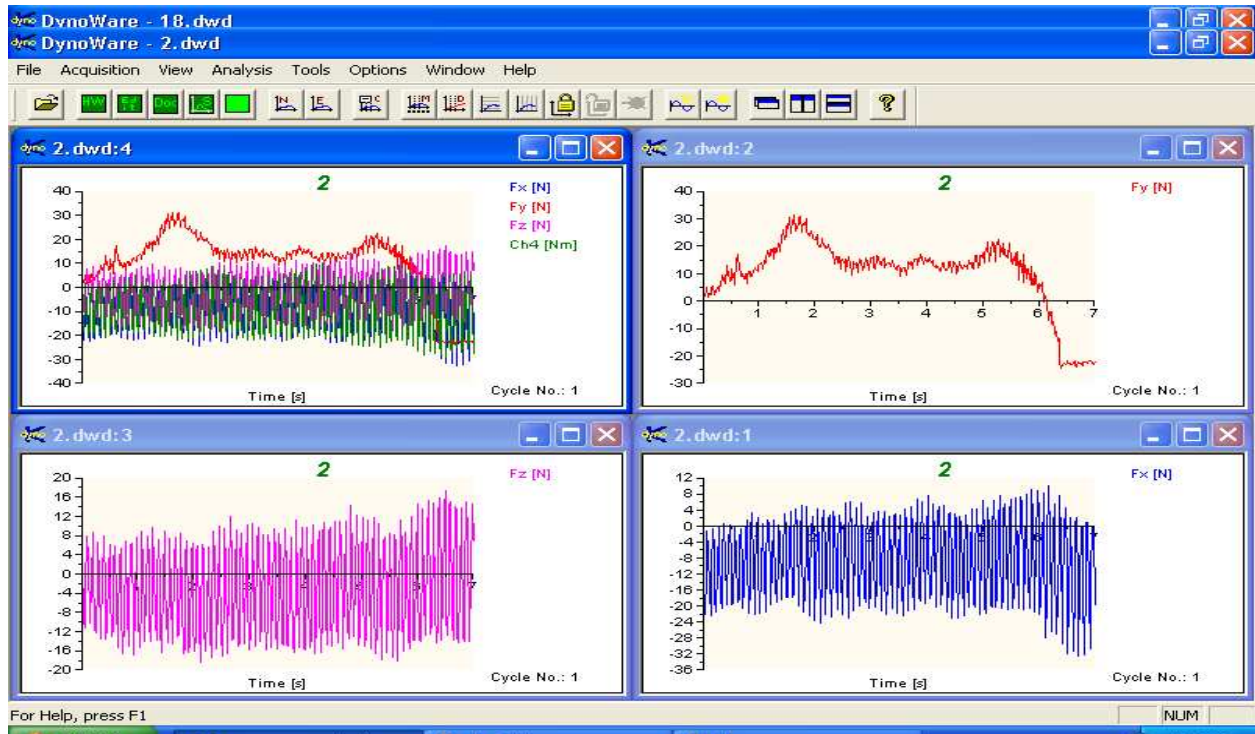 DynoWare - 18.dwd
DynoWare - 2.dwd
File Acquisition View Analysis Tools Options Window Help
2.dwd:4
2
40
30
20
10
0
-10
-20
-30
-40
7
Fx [N]
Fy [N]
Fz [N]
Ch4 [Nm]
Time [s]
Cycle No.: 1
2.dwd:2
2
40
30
20
10
0
-10
-20
-30
1 2 3 4 5 6 7
Fy [N]
Time [s]
Cycle No.: 1
2.dwd:3
2
20
16
12
8
4
0
-4
-8
-12
-16
-20
7
Fz [N]
Time [s]
Cycle No.: 1
2.dwd:1
2
12
8
4
0
-4
-8
-12
-16
-20
-24
-28
-32
-36
6 7
Fx [N]
Time [s]
Cycle No.: 1
For Help, press F1
NUM